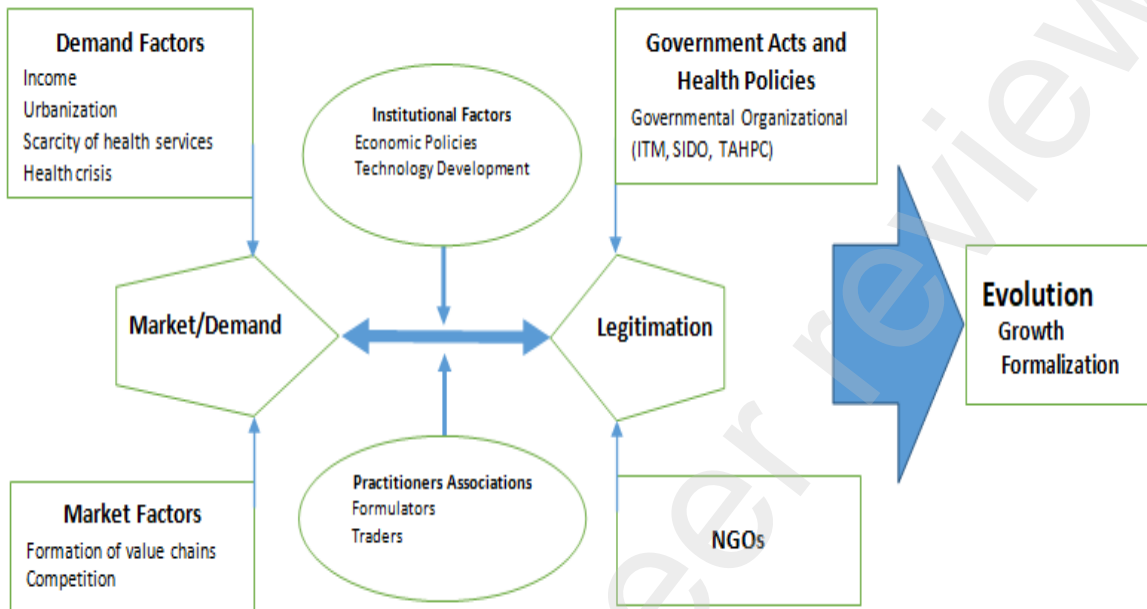 Demand Factors
Income
Urbanization
Scarcity of health services
Health crisis
Institutional Factors
Economic Policies
Technology Development
Government Acts and
Health Policies
Governmental Organizational
(ITM, SIDO, TAHPC)
Market/Demand
Legitimation
Evolution
Growth
Formalization
Market Factors
Formation of value chains
Competition
Practitioners Associations
Formulators
Traders
NGOs
eer review